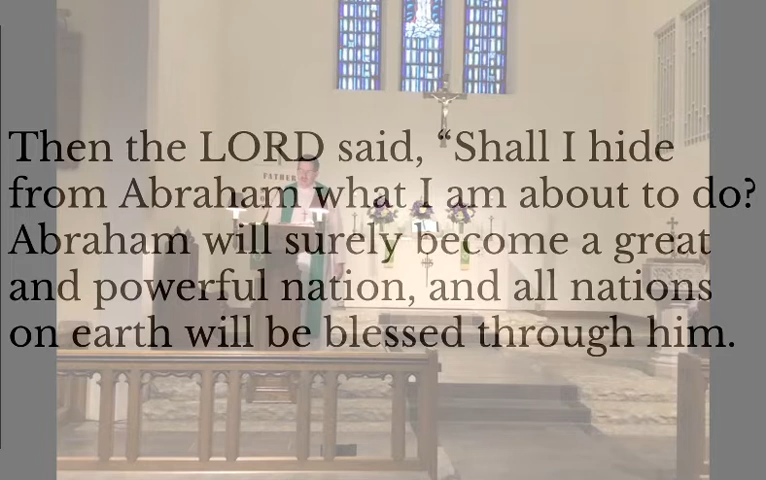 Then the LORD said, “Shall I hide
FATHER
from Abraham what I am about to do?
Abraham will surely become a great
and powerful nation, and all nations
on earth will be blessed through him.